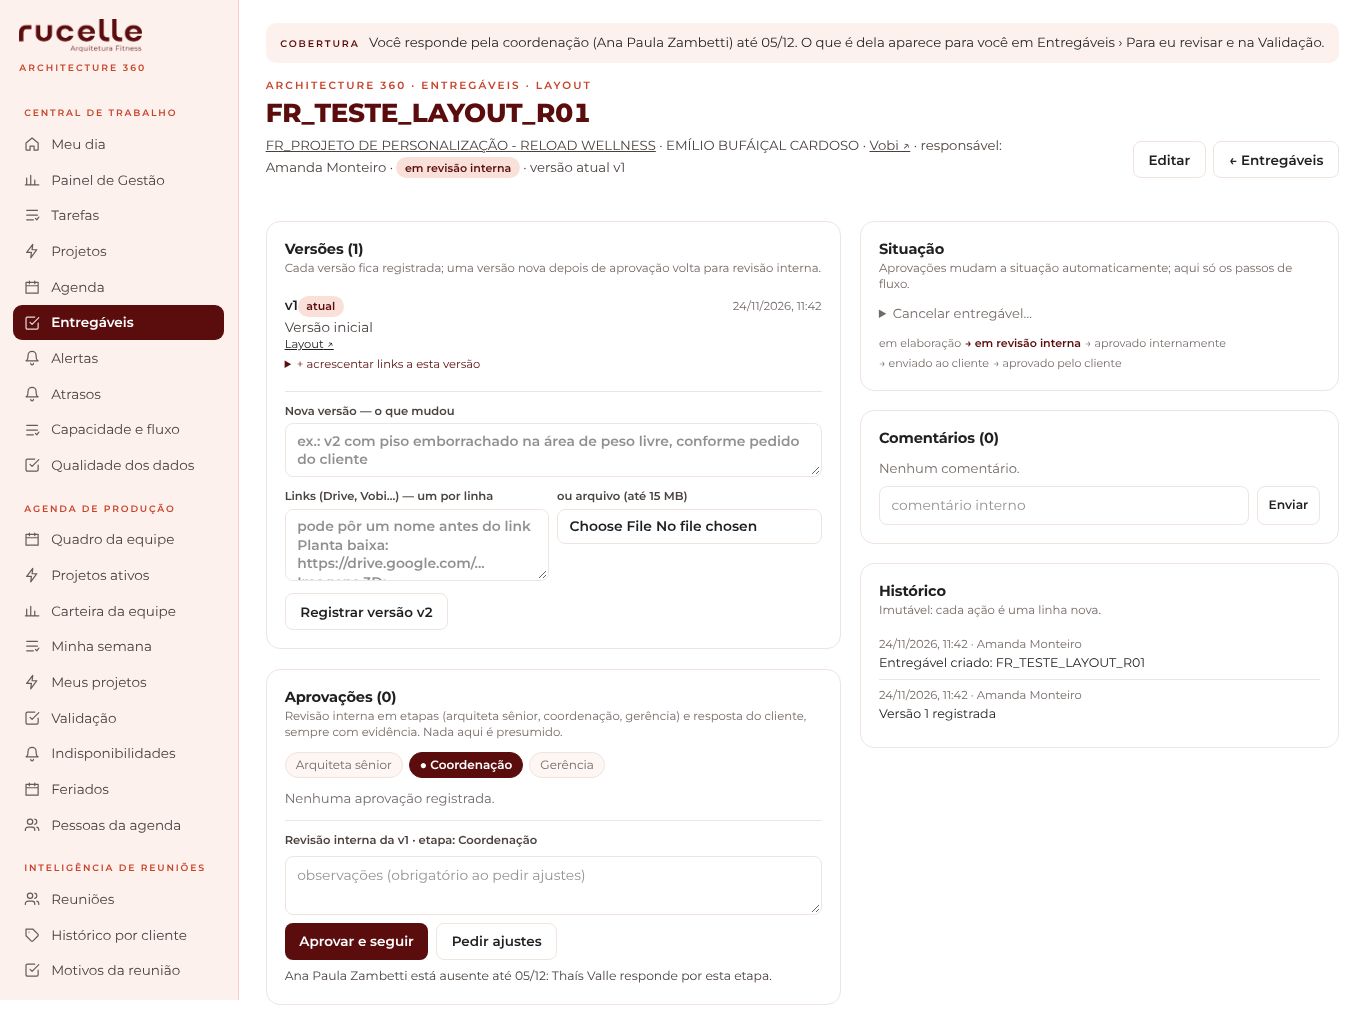 rucelle
Arquitetura Fitness
ARCHITECTURE 360
CENTRAL DE TRABALHO
Meu dia
Painel de Gestão
Tarefas
Projetos
Agenda
Entregáveis
Alertas
Atrasos
Capacidade e fluxo
Qualidade dos dados
AGENDA DE PRODUÇÃO
Quadro da equipe
Projetos ativos
Carteira da equipe
Minha semana
Meus projetos
Validação
Indisponibilidades
Feriados
Pessoas da agenda
INTELIGÊNCIA DE REUNIÕES
Reuniões
Histórico por cliente
Motivos da reunião
COBERTURA Você responde pela coordenação (Ana Paula Zambetti) até 05/12. O que é dela aparece para você em Entregáveis › Para eu revisar e na Validação.
ARCHITECTURE 360 · ENTREGÁVEIS · LAYOUT
FR_TESTE_LAYOUT_R01
FR_PROJETO DE PERSONALIZAÇÃO - RELOAD WELLNESS · EMÍLIO BUFÁIÇAL CARDOSO · Vobi ↗ · responsável:
Amanda Monteiro · em revisão interna · versão atual v1
Editar
← Entregáveis
Versões (1)
Cada versão fica registrada; uma versão nova depois de aprovação volta para revisão interna.
v1 atual 24/11/2026, 11:42
Versão inicial
Layout ↗
▶ + acrescentar links a esta versão
Nova versão — o que mudou
ex.: v2 com piso emborrachado na área de peso livre, conforme pedido
do cliente
Links (Drive, Vobi...) — um por linha
pode pôr um nome antes do link
Planta baixa:
https://drive.google.com/...
ou arquivo (até 15 MB)
Choose File No file chosen
Registrar versão v2
Aprovações (0)
Revisão interna em etapas (arquiteta sênior, coordenação, gerência) e resposta do cliente,
sempre com evidência. Nada aqui é presumido.
Arquiteta sênior ● Coordenação Gerência
Nenhuma aprovação registrada.
Revisão interna da v1 · etapa: Coordenação
observações (obrigatório ao pedir ajustes)
Aprovar e seguir
Pedir ajustes
Ana Paula Zambetti está ausente até 05/12: Thaís Valle responde por esta etapa.
Situação
Aprovações mudam a situação automaticamente; aqui só os passos de
fluxo.
▶ Cancelar entregável...
em elaboração → em revisão interna → aprovado internamente
→ enviado ao cliente → aprovado pelo cliente
Comentários (0)
Nenhum comentário.
comentário interno
Enviar
Histórico
Imutável: cada ação é uma linha nova.
24/11/2026, 11:42 · Amanda Monteiro
Entregável criado: FR_TESTE_LAYOUT_R01
24/11/2026, 11:42 · Amanda Monteiro
Versão 1 registrada